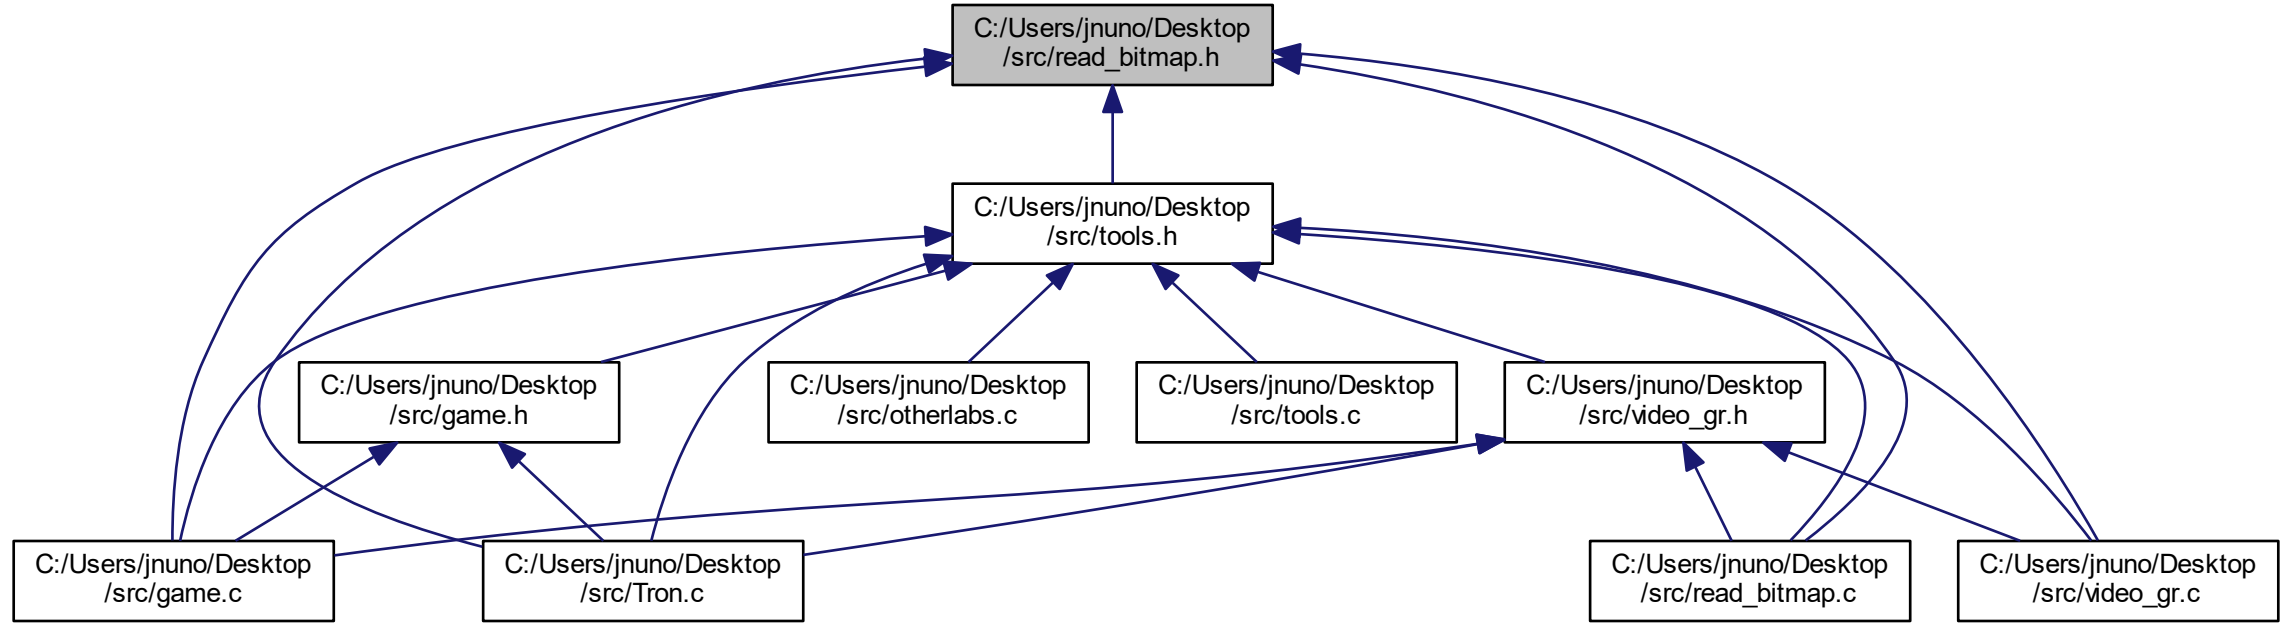 C:/Users/jnuno/Desktop
/src/read_bitmap.h
C:/Users/jnuno/Desktop
/src/tools.h
C:/Users/jnuno/Desktop
/src/game.h
C:/Users/jnuno/Desktop
/src/otherlabs.c
C:/Users/jnuno/Desktop
/src/tools.c
C:/Users/jnuno/Desktop
/src/video_gr.h
C:/Users/jnuno/Desktop
/src/game.c
C:/Users/jnuno/Desktop
/src/Tron.c
C:/Users/jnuno/Desktop
/src/read_bitmap.c
C:/Users/jnuno/Desktop
/src/video_gr.c